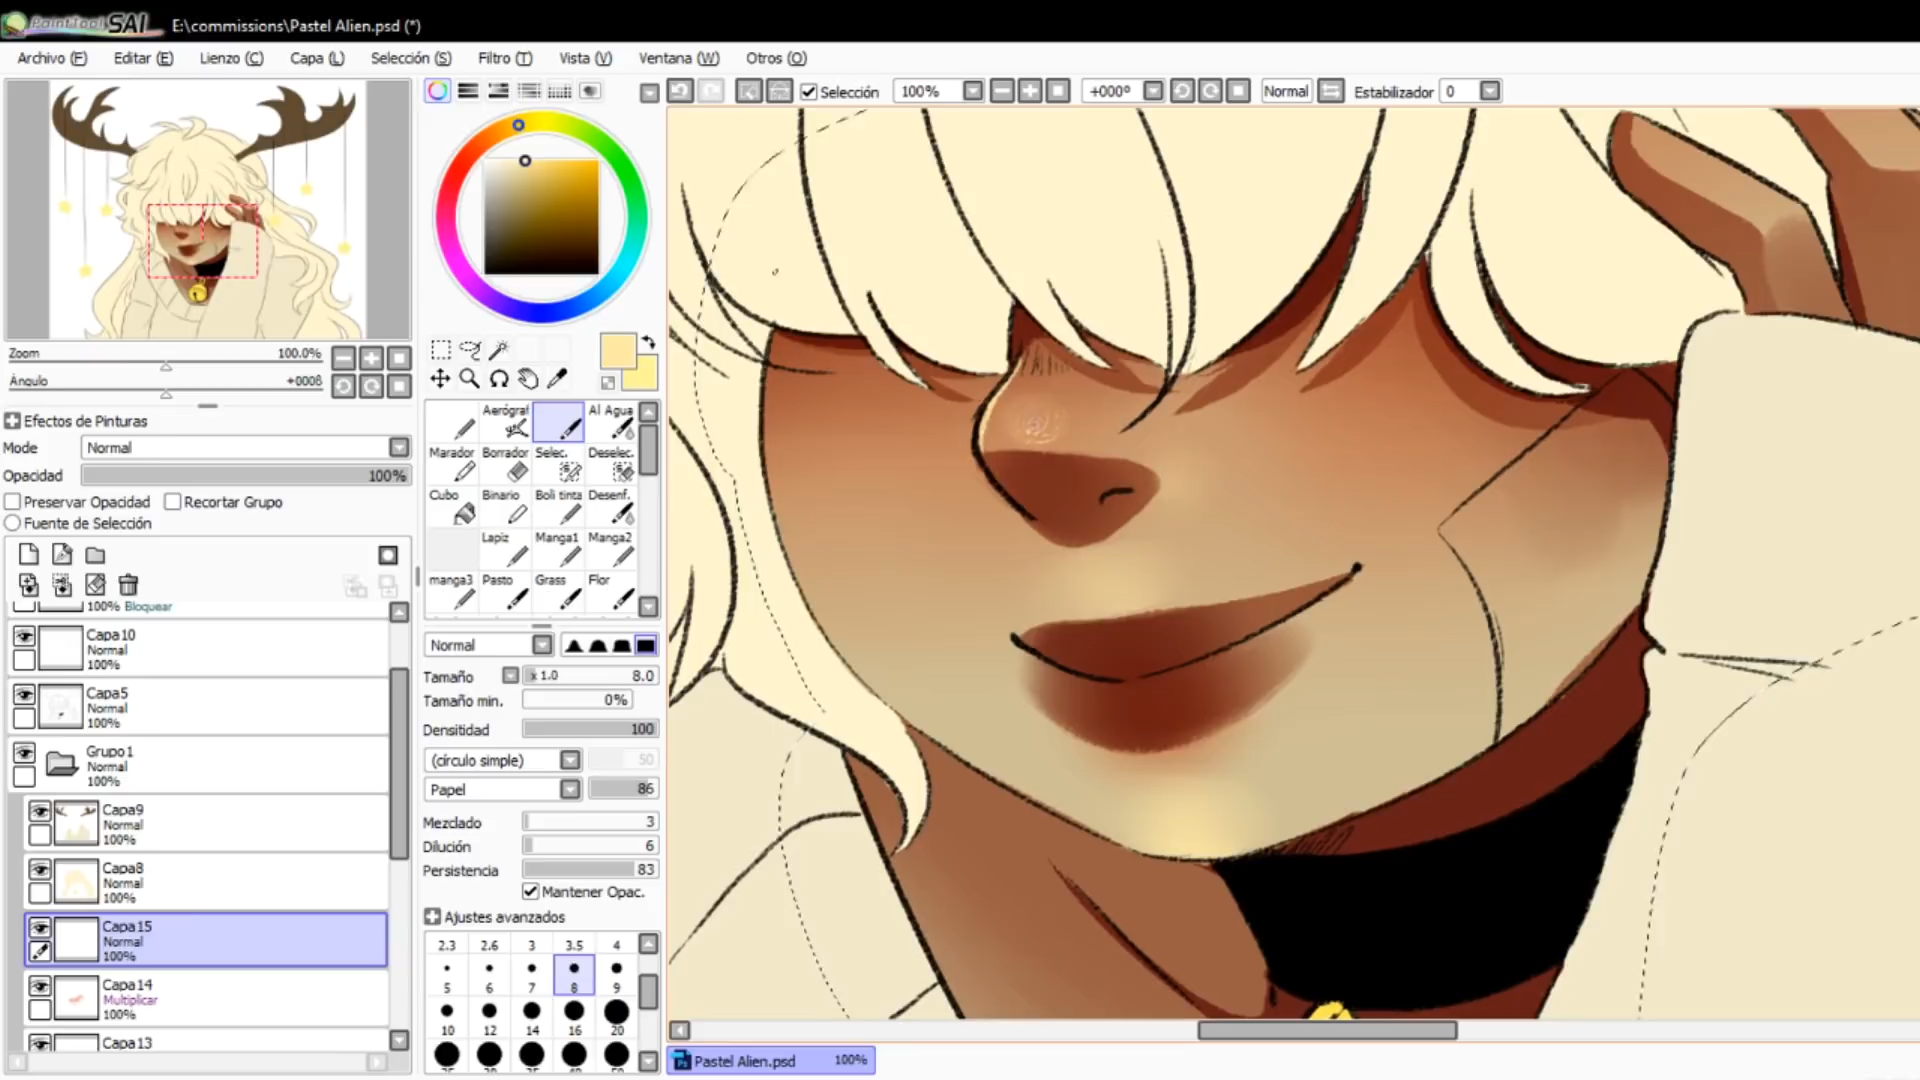 PaintTool SAI E:\commissions\Pastel Alien.psd (*)
Archivo (F) Editar (E) Lienzo (C) Capa (L) Selección (S) Filtro (T) Vista (V) Ventana (W) Otros (O)
Selección 100% +000º Normal Estabilizador 0
Zoom 100.0%
Ángulo +000ß
Efectos de Pinturas
Mode Normal
Opacidad 100%
Preservar Opacidad Recortar Grupo
Fuente de Selección
100% Bloquear
Capa10
Normal
100%
Capa5
Normal
100%
Grupo1
Normal
100%
Capa9
Normal
100%
Capa8
Normal
100%
Capa15
Normal
100%
Capa14
Multiplicar
100%
Capa13
Aerógraf Al Agua
Marador Borrador Selec. Deselec.
Cubo Binario Boli tinta Desenf.
Lapiz Manga1 Manga2
manga3 Pasto Grass Flor
Normal
Tamaño x 1.0 8.0
Tamaño min. 0%
Densitidad 100
(círculo simple) 50
Papel 86
Mezclado 3
Dilución 6
Persistencia 83
Mantener Opac.
Ajustes avanzados
2.3 2.6 3 3.5 4
5 6 7 8 9
10 12 14 16 20
Pastel Alien.psd 100%